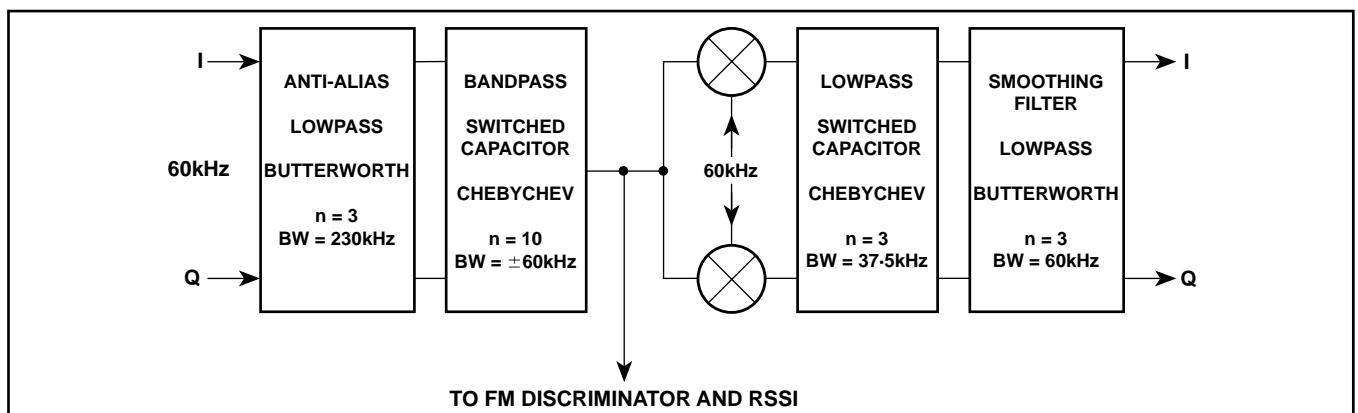 I
Q
60kHz
ANTI-ALIAS
LOWPASS
BUTTERWORTH
n = 3
BW = 230kHz
BANDPASS
SWITCHED
CAPACITOR
CHEBYCHEV
n = 10
BW = ±60kHz
60kHz
LOWPASS
SWITCHED
CAPACITOR
CHEBYCHEV
n = 3
BW = 37·5kHz
SMOOTHING
FILTER
LOWPASS
BUTTERWORTH
n = 3
BW = 60kHz
I
Q
TO FM DISCRIMINATOR AND RSSI